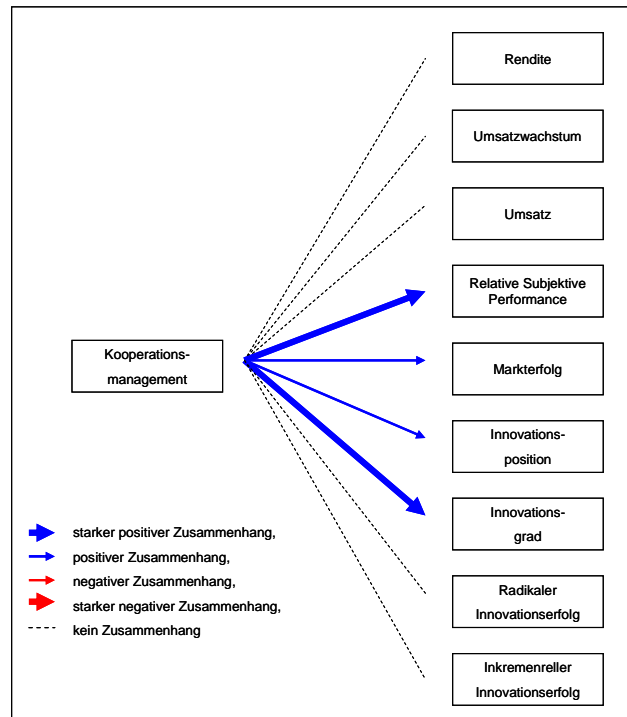 Rendite
Umsatzwachstum
Umsatz
Relative Subjektive
Performance
Kooperations-
management
Markterfolg
Innovations-
position
Innovations-
grad
starker positiver Zusammenhang,
positiver Zusammenhang,
negativer Zusammenhang,
starker negativer Zusammenhang,
kein Zusammenhang
Radikaler
Innovationserfolg
Inkremenreller
Innovationserfolg